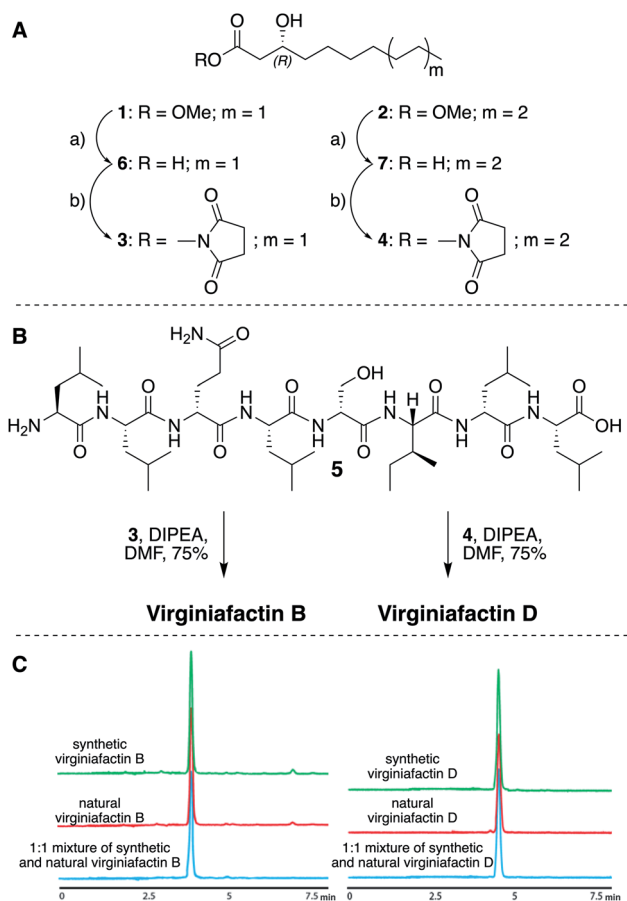 A
O
OH
RO
(R)
m
1: R = OMe; m = 1
2: R = OMe; m = 2
a)
a)
6: R = H; m = 1
7: R = H; m = 2
b)
b)
O
O
3: R = N ; m = 1
4: R = N ; m = 2
O
O
B
H2N O
OH
O
H N O
H N O
H N O
H N O
H2N
N H
N H
N H
N H
OH
O
O
O
O
H
5
3, DIPEA,
DMF, 75%
4, DIPEA,
DMF, 75%
Virginiafactin B
Virginiafactin D
C
synthetic
virginiafactin B
natural
virginiafactin B
1:1 mixture of synthetic
and natural virginiafactin B
0 2.5 5 7.5 min
synthetic
virginiafactin D
natural
virginiafactin D
1:1 mixture of synthetic
and natural virginiafactin D
0 2.5 5 7.5 min